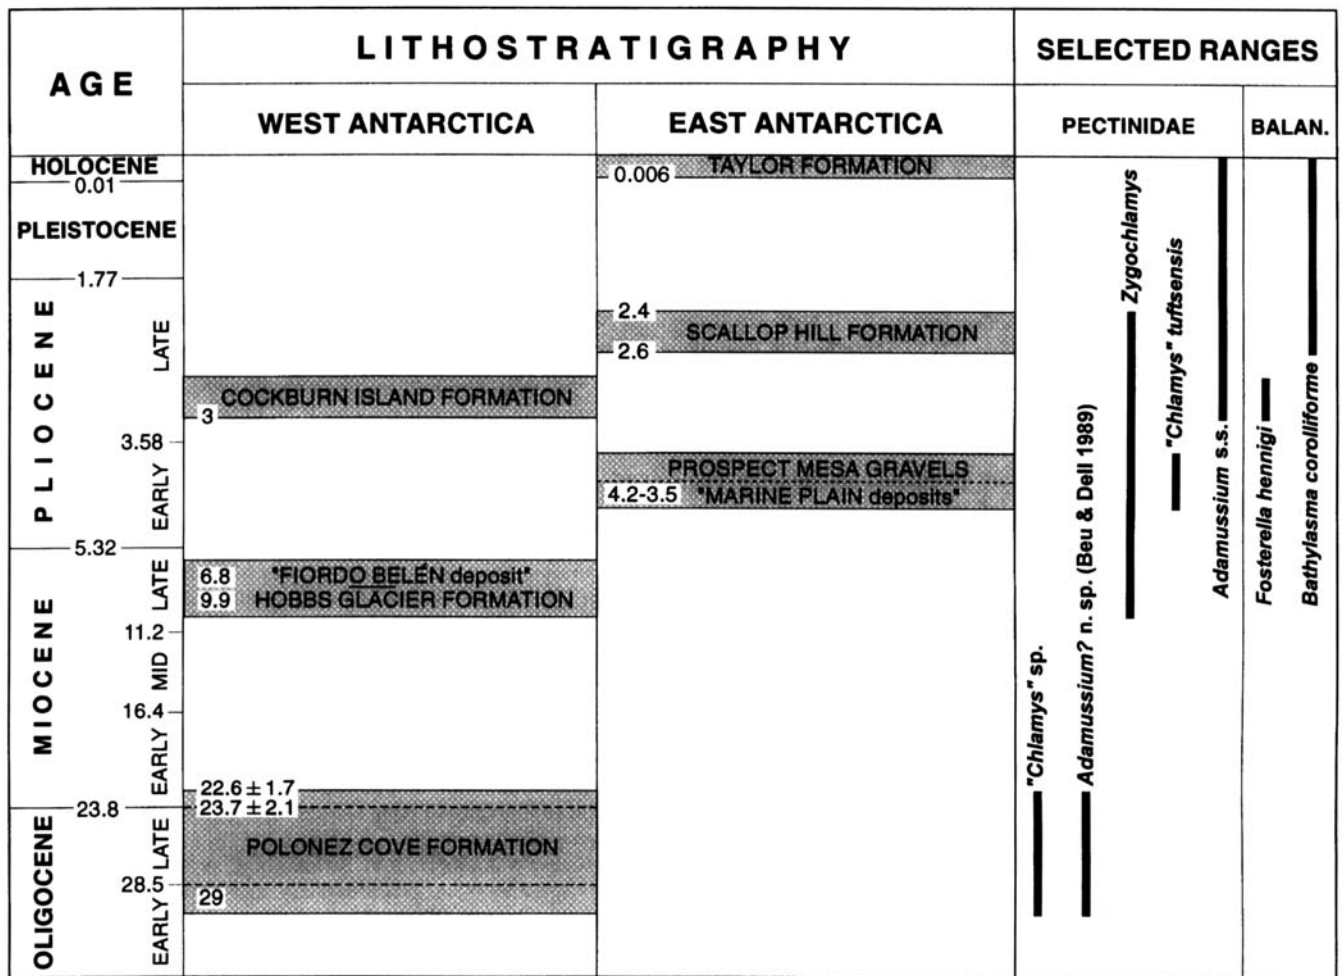 AGE
LITHOSTRATIGRAPHY
SELECTED RANGES
WEST ANTARCTICA
EAST ANTARCTICA
PECTINIDAE
BALAN.
HOLOCENE
0.01
PLEISTOCENE
1.77
PLIOCENE
LATE
3.58
EARLY
5.32
MIOCENE
LATE
11.2
MID
16.4
EARLY
23.8
OLIGOCENE
LATE
28.5
EARLY
COCKBURN ISLAND FORMATION
3
6.8 "FIORDO BELÉN deposit"
9.9 HOBBS GLACIER FORMATION
22.6 ± 1.7
23.7 ± 2.1
POLONEZ COVE FORMATION
29
TAYLOR FORMATION
0.006
2.4
SCALLOP HILL FORMATION
2.6
PROSPECT MESA GRAVELS
4.2-3.5 "MARINE PLAIN deposits"
"Chlamys" sp.
Adamussium? n. sp. (Beu & Dell 1989)
Zygochlamys
"Chlamys" tuftsensis
Adamussium s.s.
Fosterella hennigi
Bathylasma corolliforme